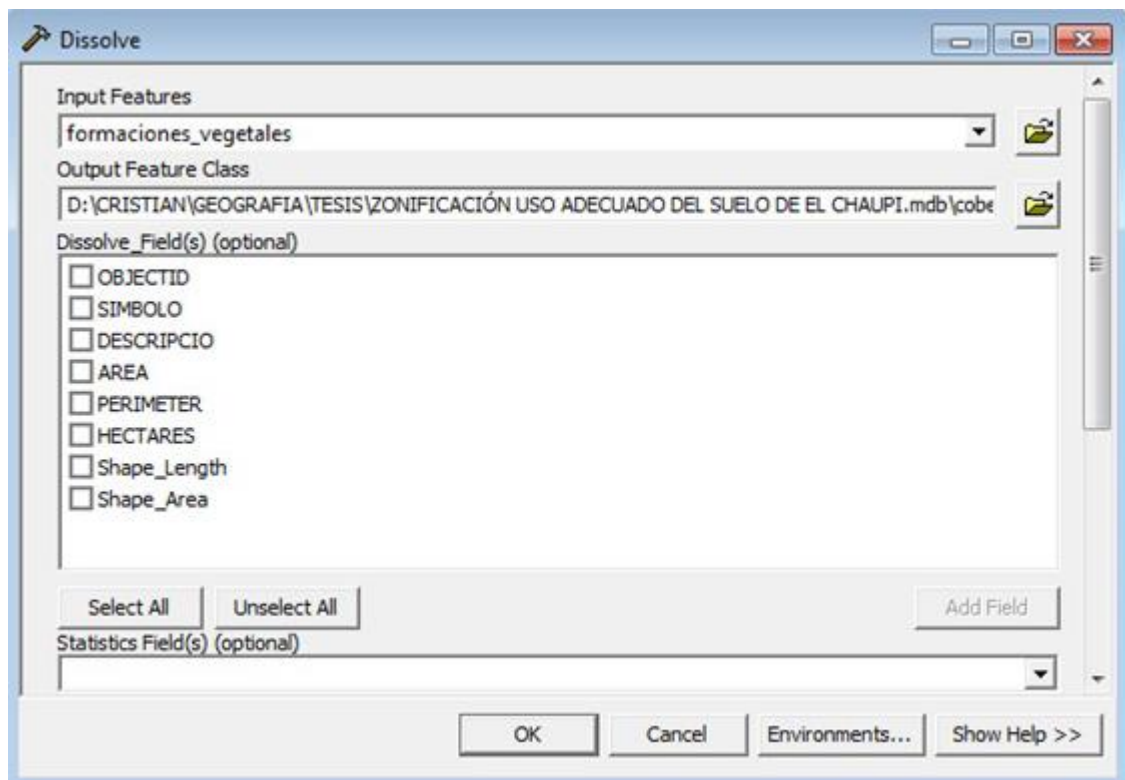 Dissolve
Input Features
formaciones_vegetales
Output Feature Class
D:\CRISTIAN\GEOGRAFIA\TESIS\ZONIFICACIÓN USO ADECUADO DEL SUELO DE EL CHAUPI.mdb\cobe
Dissolve_Field(s) (optional)
OBJECTID
SIMBOLO
DESCRIPCIO
AREA
PERIMETER
HECTARES
Shape_Length
Shape_Area
Select All Unselect All Add Field
Statistics Field(s) (optional)
OK Cancel Environments... Show Help >>